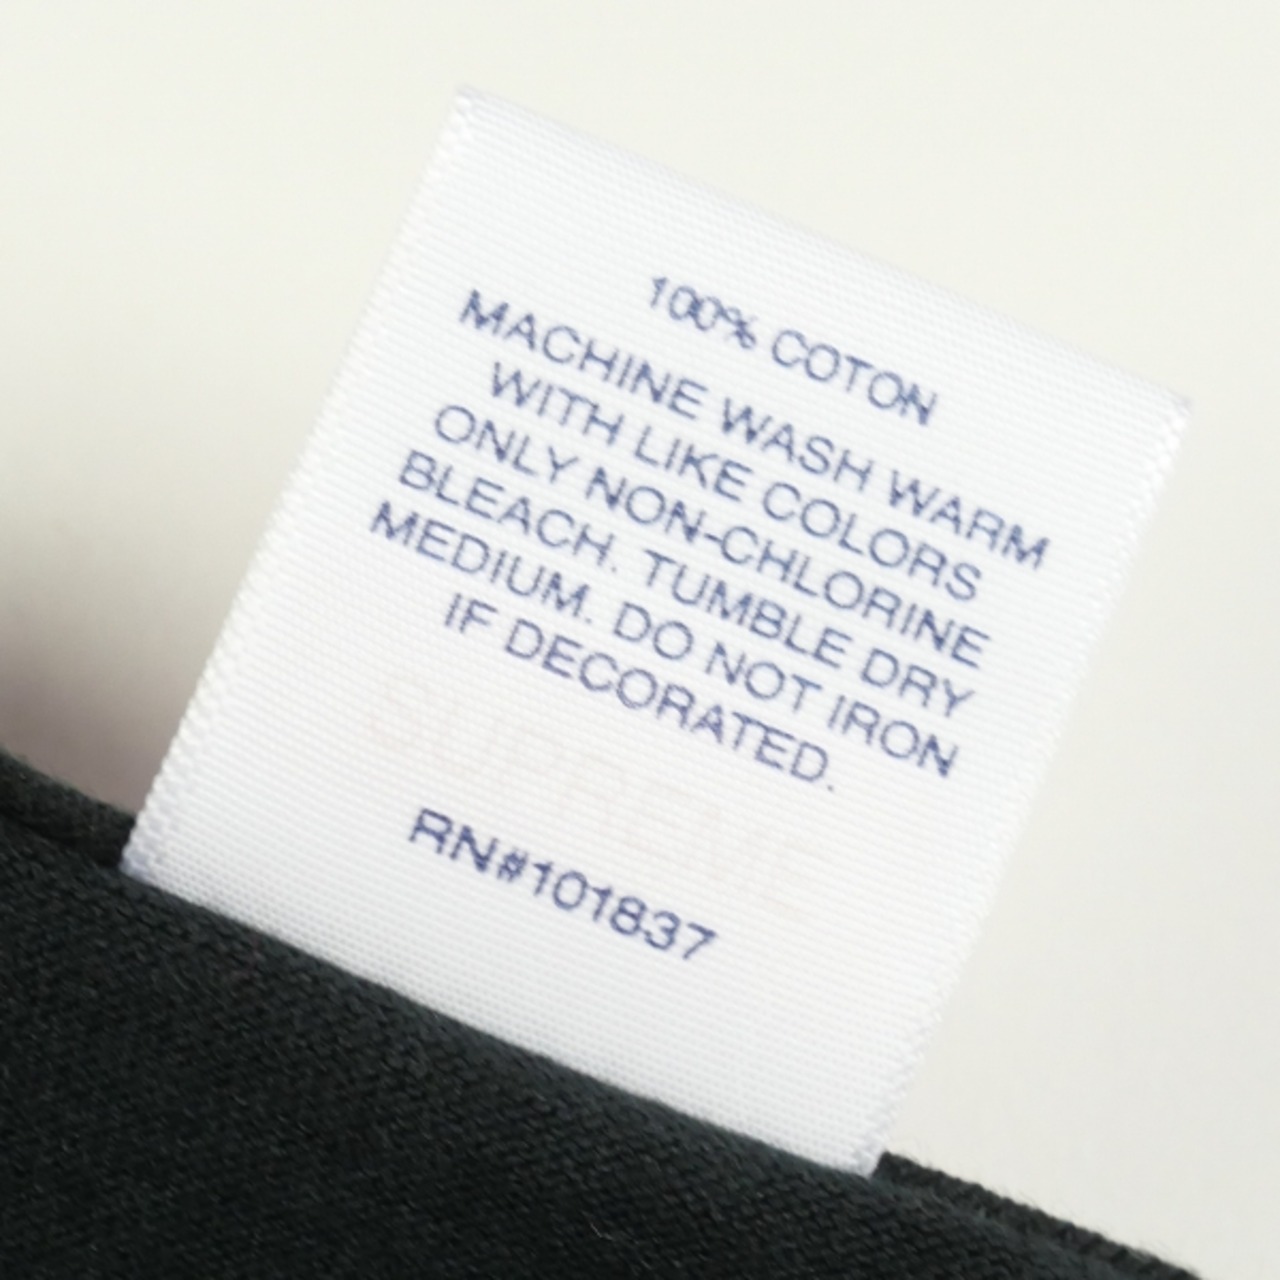 100% COTON
MACHINE WASH WARM
WITH LIKE COLORS
ONLY NON-CHLORINE
BLEACH. TUMBLE DRY
MEDIUM. DO NOT IRON
IF DECORATED.
RN#101837